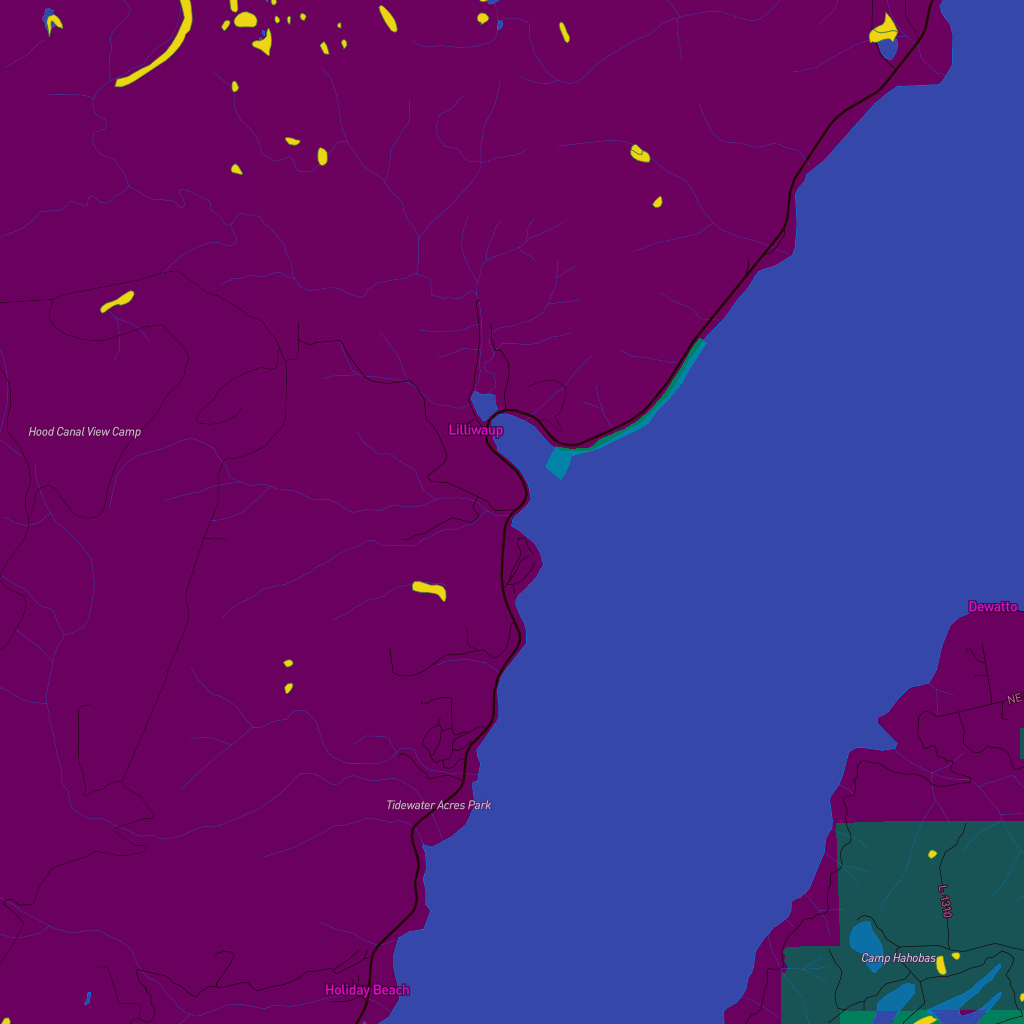 Hood Canal View Camp
Lilliwaup
Dewatto
NE
Tidewater Acres Park
L 1310
Camp Hahobas
Holiday Beach